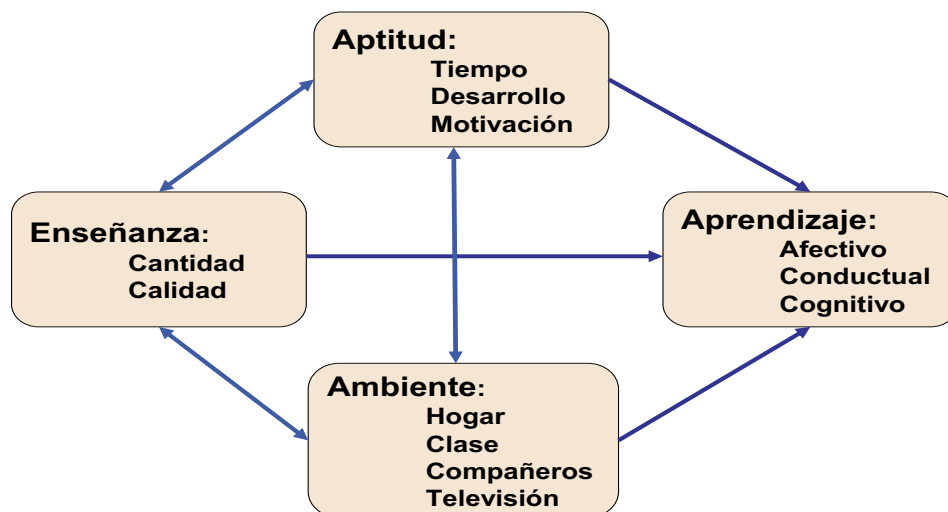 Aptitud:
Tiempo
Desarrollo
Motivación
Enseñanza:
Cantidad
Calidad
Aprendizaje:
Afectivo
Conductual
Cognitivo
Ambiente:
Hogar
Clase
Compañeros
Televisión